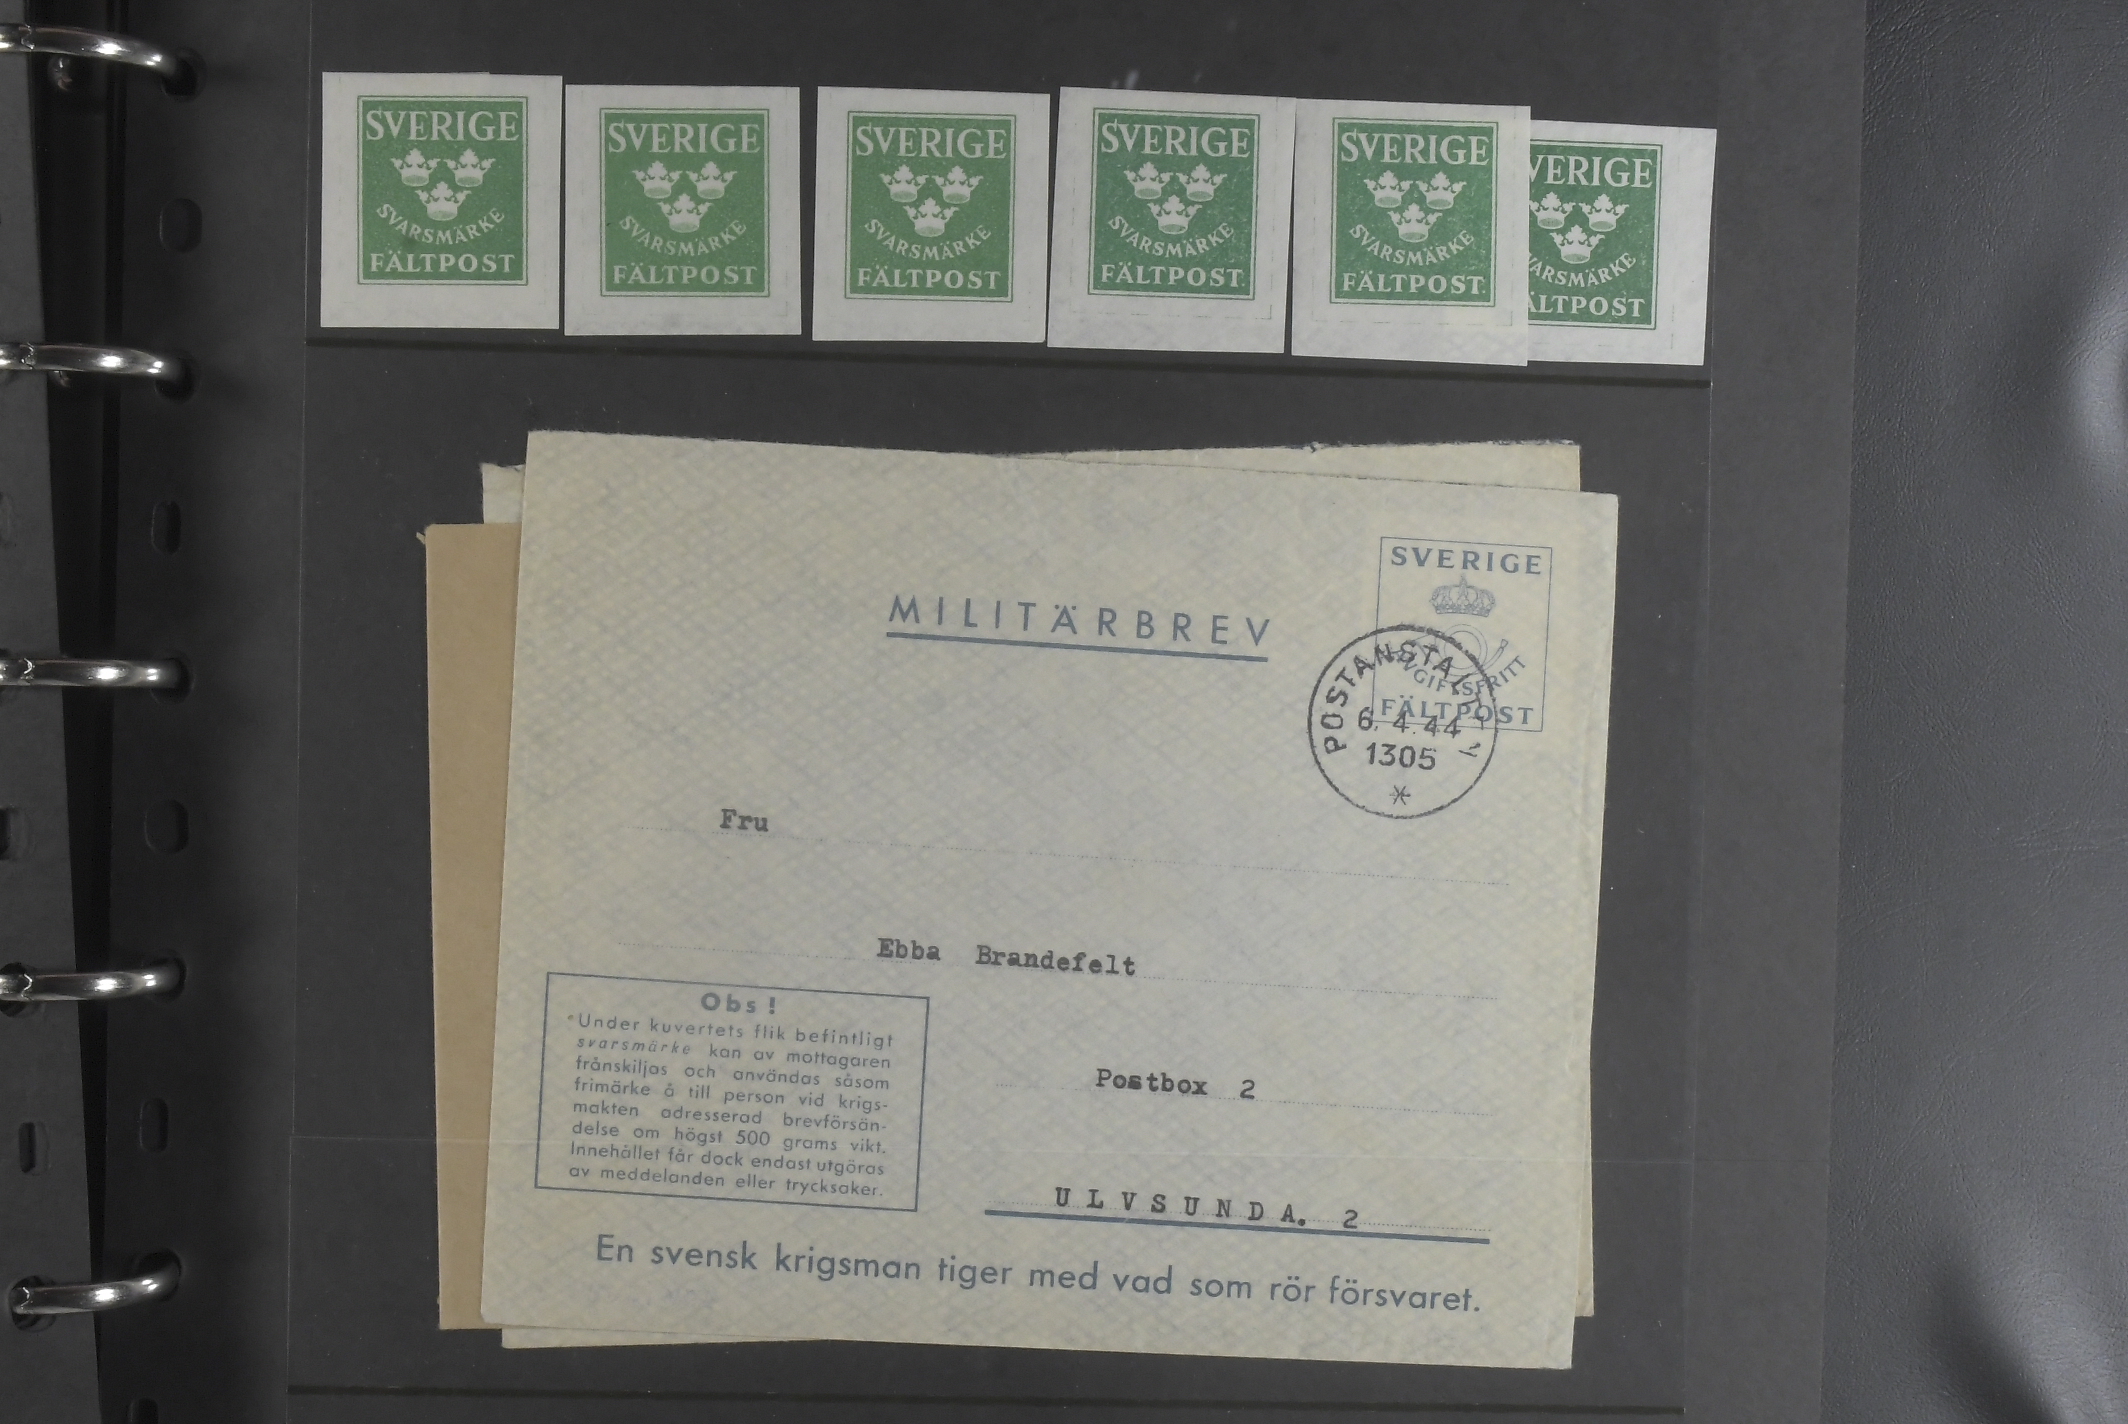 SVERIGE
SVARSMÄRKE
FÄLTPOST
SVERIGE
SVARSMÄRKE
FÄLTPOST
SVERIGE
SVARSMÄRKE
FÄLTPOST
SVERIGE
SVARSMÄRKE
FÄLTPOST
SVERIGE
SVARSMÄRKE
FÄLTPOST
VERIGE
VARSMÄRKE
ÄLTPOST
SVERIGE
AVGIFTSFRITT
FÄLTPOST
MILITÄRBREV
POSTANSTALT 2
6.4.44
1305
Fru
Ebba Brandefelt
Postbox 2
ULVSUNDA. 2
Obs!
Under kuvertets flik befintligt
svarsmärke kan av mottagaren
frånskiljas och användas såsom
frimärke å till person vid krigs-
makten adresserad brevförsän-
delse om högst 500 grams vikt.
Innehållet får dock endast utgöras
av meddelanden eller trycksaker.
En svensk krigsman tiger med vad som rör försvaret.